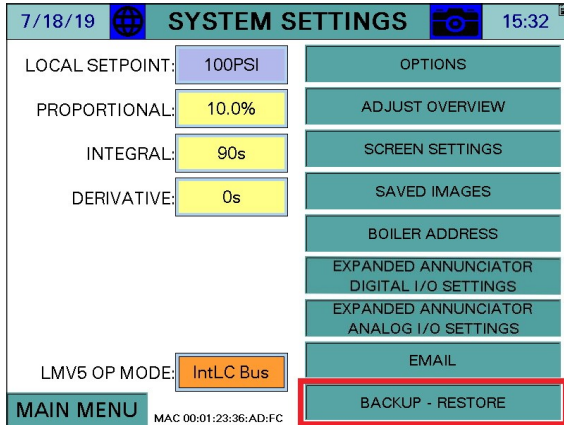 7/18/19 SYSTEM SETTINGS 15:32
LOCAL SETPOINT: 100PSI
PROPORTIONAL: 10.0%
INTEGRAL: 90s
DERIVATIVE: 0s
LMV5 OP MODE: IntLC Bus
MAIN MENU MAC 00:01:23:36:AD:FC
OPTIONS
ADJUST OVERVIEW
SCREEN SETTINGS
SAVED IMAGES
BOILER ADDRESS
EXPANDED ANNUNCIATOR
DIGITAL I/O SETTINGS
EXPANDED ANNUNCIATOR
ANALOG I/O SETTINGS
EMAIL
BACKUP - RESTORE